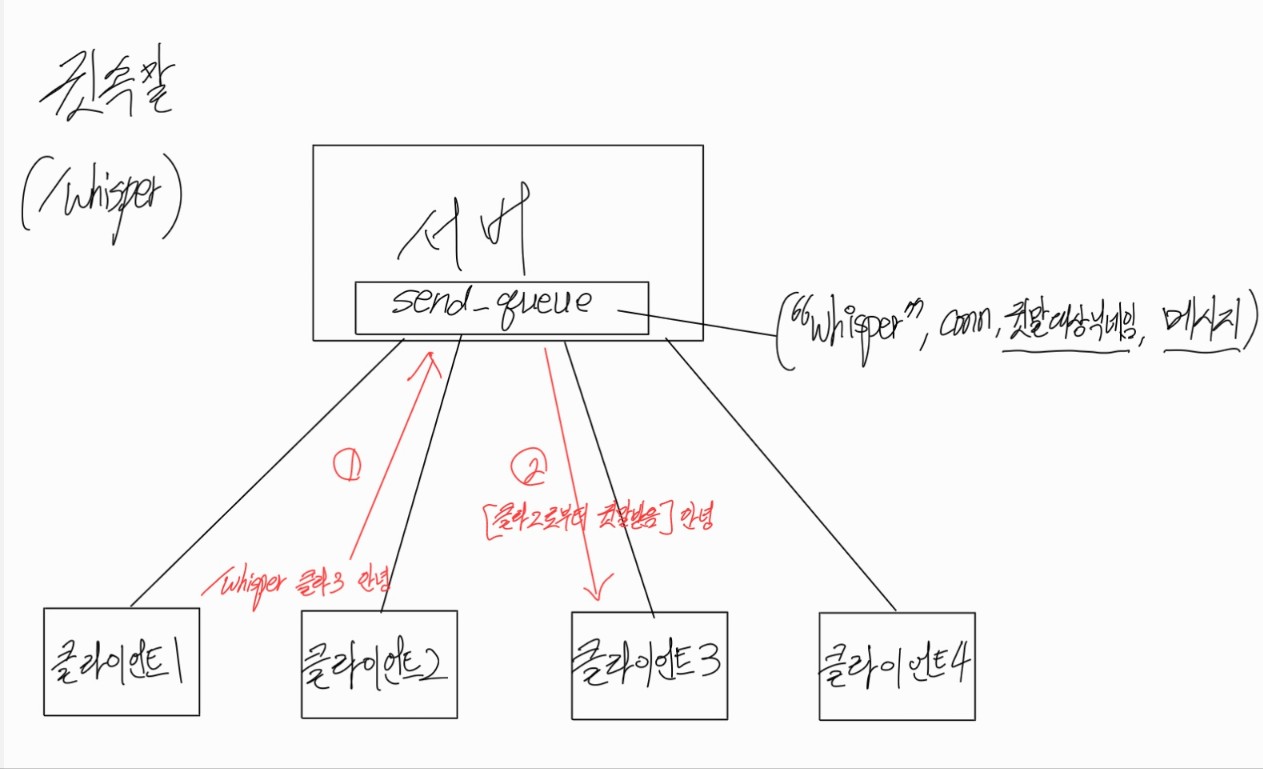 귓속말
(/whisper)
서버
send_queue
("whisper", conn, 귓말대상닉네임, 메시지)
①
②
[클라2로부터 귓말받음] 안녕
/whisper 클라3 안녕
클라이언트1
클라이언트2
클라이언트3
클라이언트4